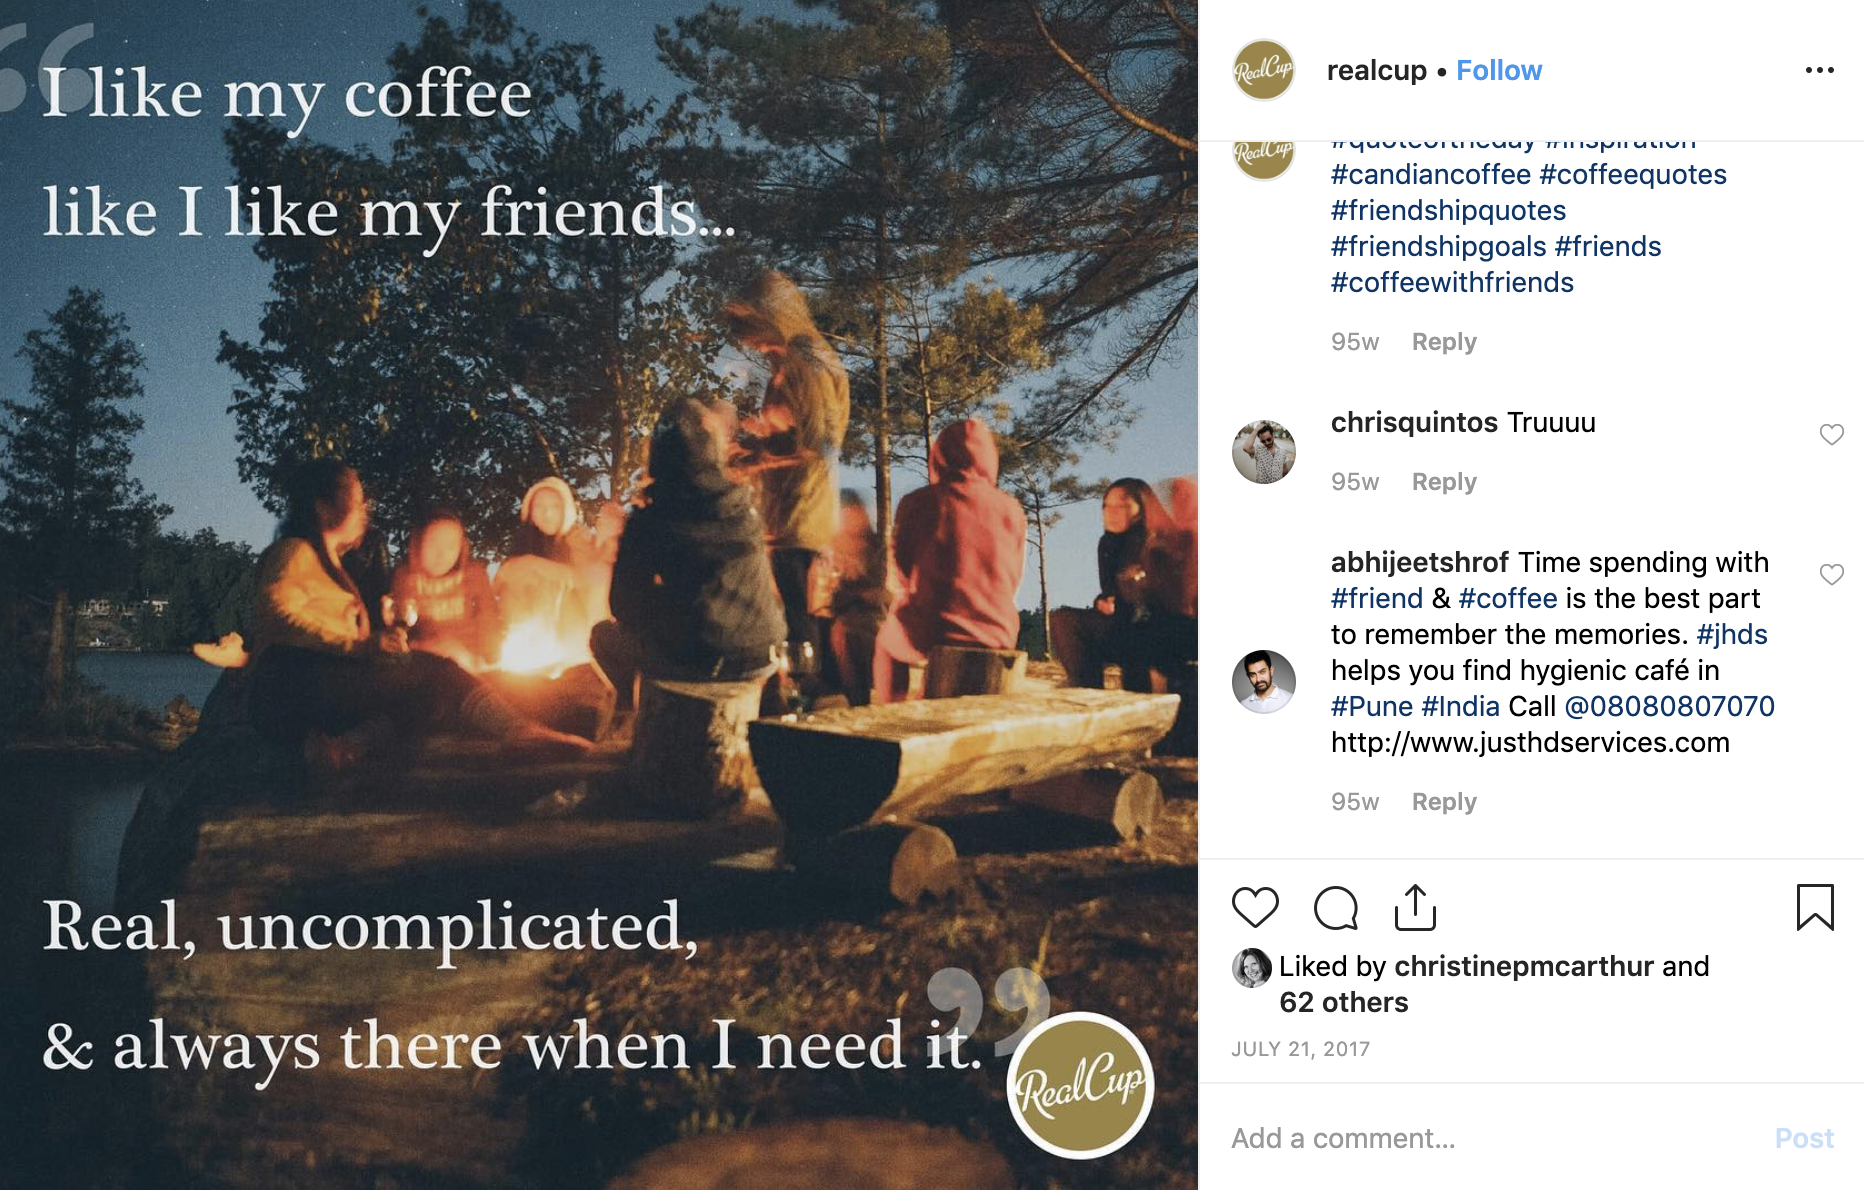 I like my coffee
like I like my friends...
Real, uncomplicated,
& always there when I need it.
RealCup
RealCup
realcup • Follow
RealCup
#quoteoftheday #inspiration
#candiancoffee #coffeequotes
#friendshipquotes
#friendshipgoals #friends
#coffeewithfriends
95w Reply
chrisquintos Truuuu
95w Reply
abhijeetshrof Time spending with
#friend & #coffee is the best part
to remember the memories. #jhds
helps you find hygienic café in
#Pune #India Call @08080807070
http://www.justhdservices.com
95w Reply
Liked by christinepmcarthur and
62 others
JULY 21, 2017
Add a comment... Post